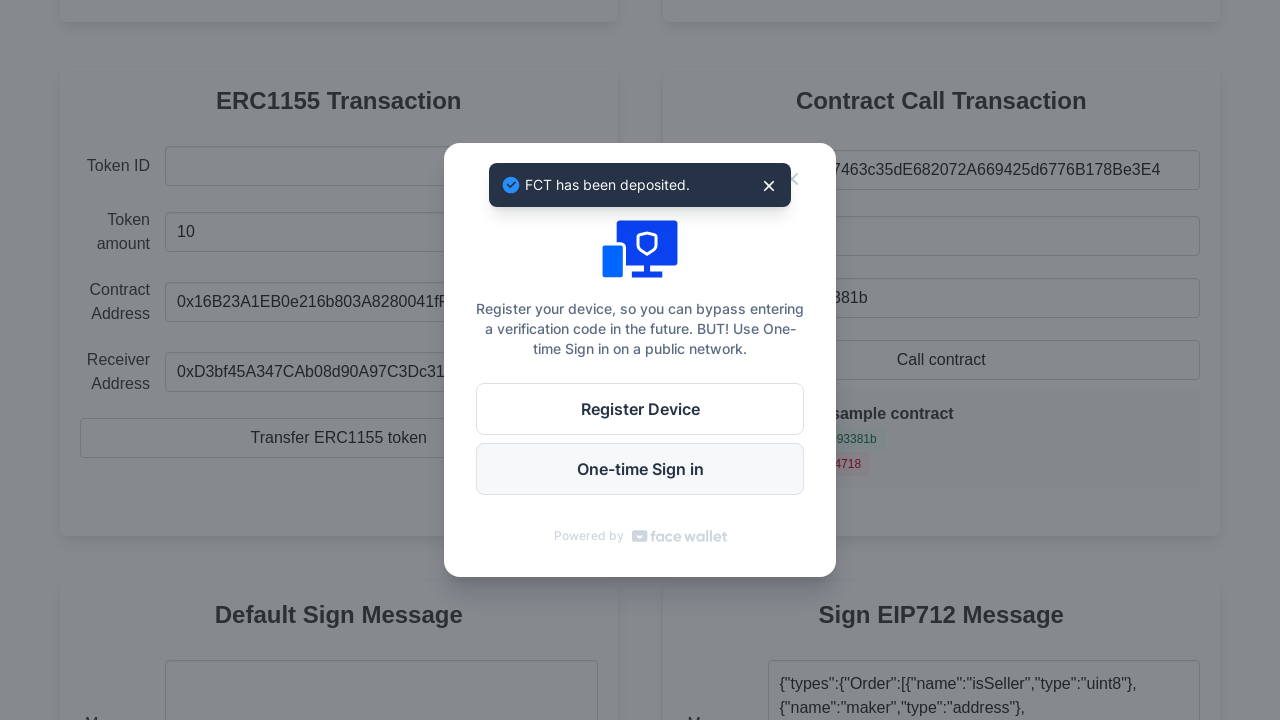 ERC1155 Transaction
Contract Call Transaction
Token ID
Token
amount
10
Contract
Address
0x16B23A1EB0e216b803A8280041f
Receiver
Address
0xD3bf45A347CAb08d90A97C3Dc31
Transfer ERC1155 token
7463c35dE682072A669425d6776B178Be3E4
381b
Call contract
sample contract
93381b
4718
FCT has been deposited.
Register your device, so you can bypass entering
a verification code in the future. BUT! Use One-
time Sign in on a public network.
Register Device
One-time Sign in
Powered by face wallet
Default Sign Message
Sign EIP712 Message
{"types":{"Order":[{"name":"isSeller","type":"uint8"},
{"name":"maker","type":"address"},